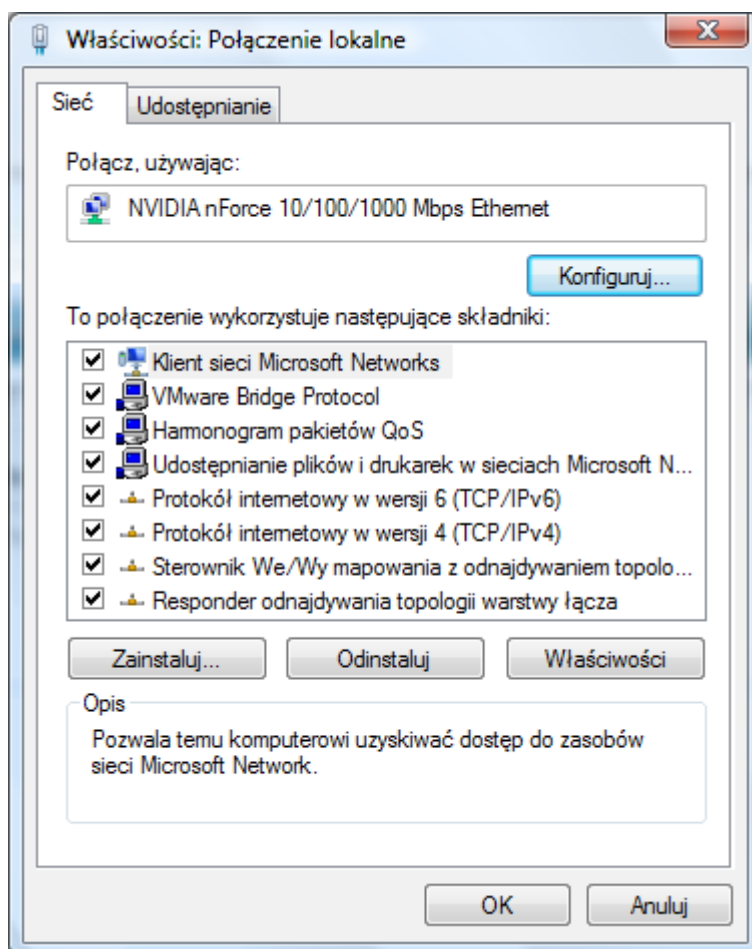 Właściwości: Połączenie lokalne
Sieć
Udostępnianie
Połącz, używając:
NVIDIA nForce 10/100/1000 Mbps Ethernet
Konfiguruj...
To połączenie wykorzystuje następujące składniki:
Klient sieci Microsoft Networks
VMware Bridge Protocol
Harmonogram pakietów QoS
Udostępnianie plików i drukarek w sieciach Microsoft N...
Protokół internetowy w wersji 6 (TCP/IPv6)
Protokół internetowy w wersji 4 (TCP/IPv4)
Sterownik We/Wy mapowania z odnajdywaniem topolo...
Responder odnajdywania topologii warstwy łącza
Zainstaluj...
Odinstaluj
Właściwości
Opis
Pozwala temu komputerowi uzyskiwać dostęp do zasobów
sieci Microsoft Network.
OK
Anuluj